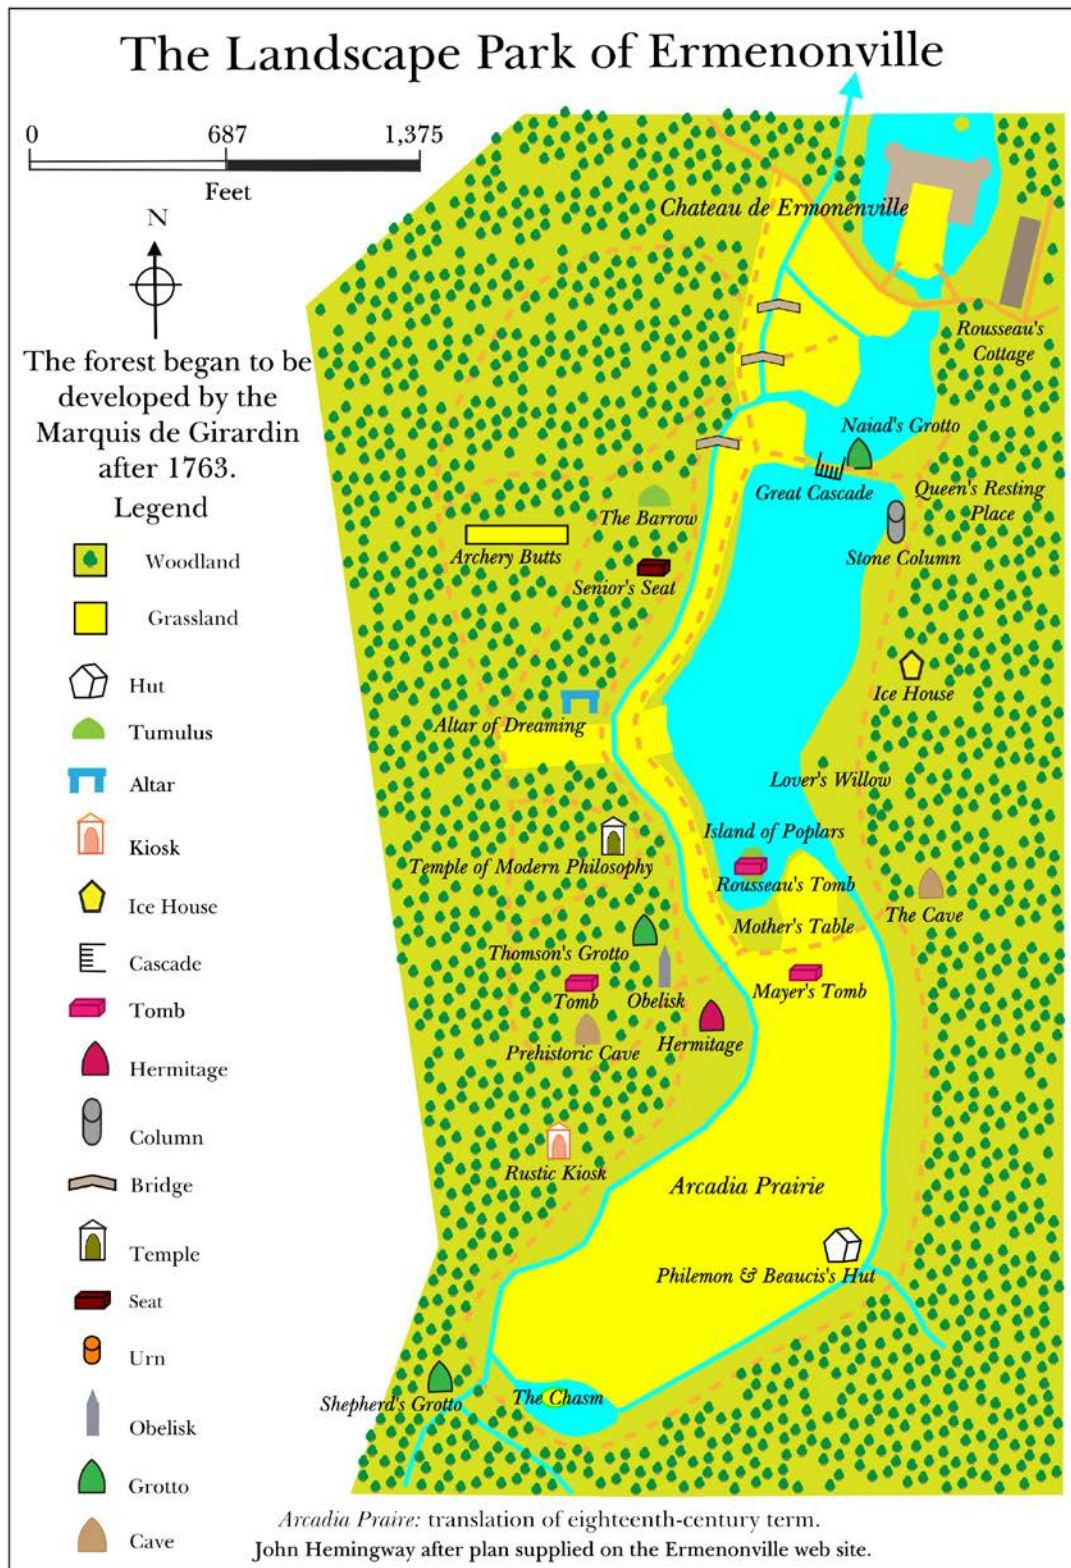 The Landscape Park of Ermenonville
0 687 1,375
Feet
N
The forest began to be
developed by the
Marquis de Girardin
after 1763.
Legend
Woodland
Grassland
Hut
Tumulus
Altar
Kiosk
Ice House
Cascade
Tomb
Hermitage
Column
Bridge
Temple
Seat
Urn
Obelisk
Grotto
Cave
Chateau de Ermonenville
Rousseau's
Cottage
Naiad's Grotto
Great Cascade
Queen's Resting
Place
The Barrow
Archery Butts
Stone Column
Senior's Seat
Ice House
Altar of Dreaming
Lover's Willow
Island of Poplars
Temple of Modern Philosophy
Rousseau's Tomb
The Cave
Mother's Table
Thomson's Grotto
Mayer's Tomb
Tomb
Obelisk
Hermitage
Prehistoric Cave
Rustic Kiosk
Arcadia Prairie
Philemon & Beaucis's Hut
Shepherd's Grotto
The Chasm
Arcadia Praire: translation of eighteenth-century term.
John Hemingway after plan supplied on the Ermenonville web site.